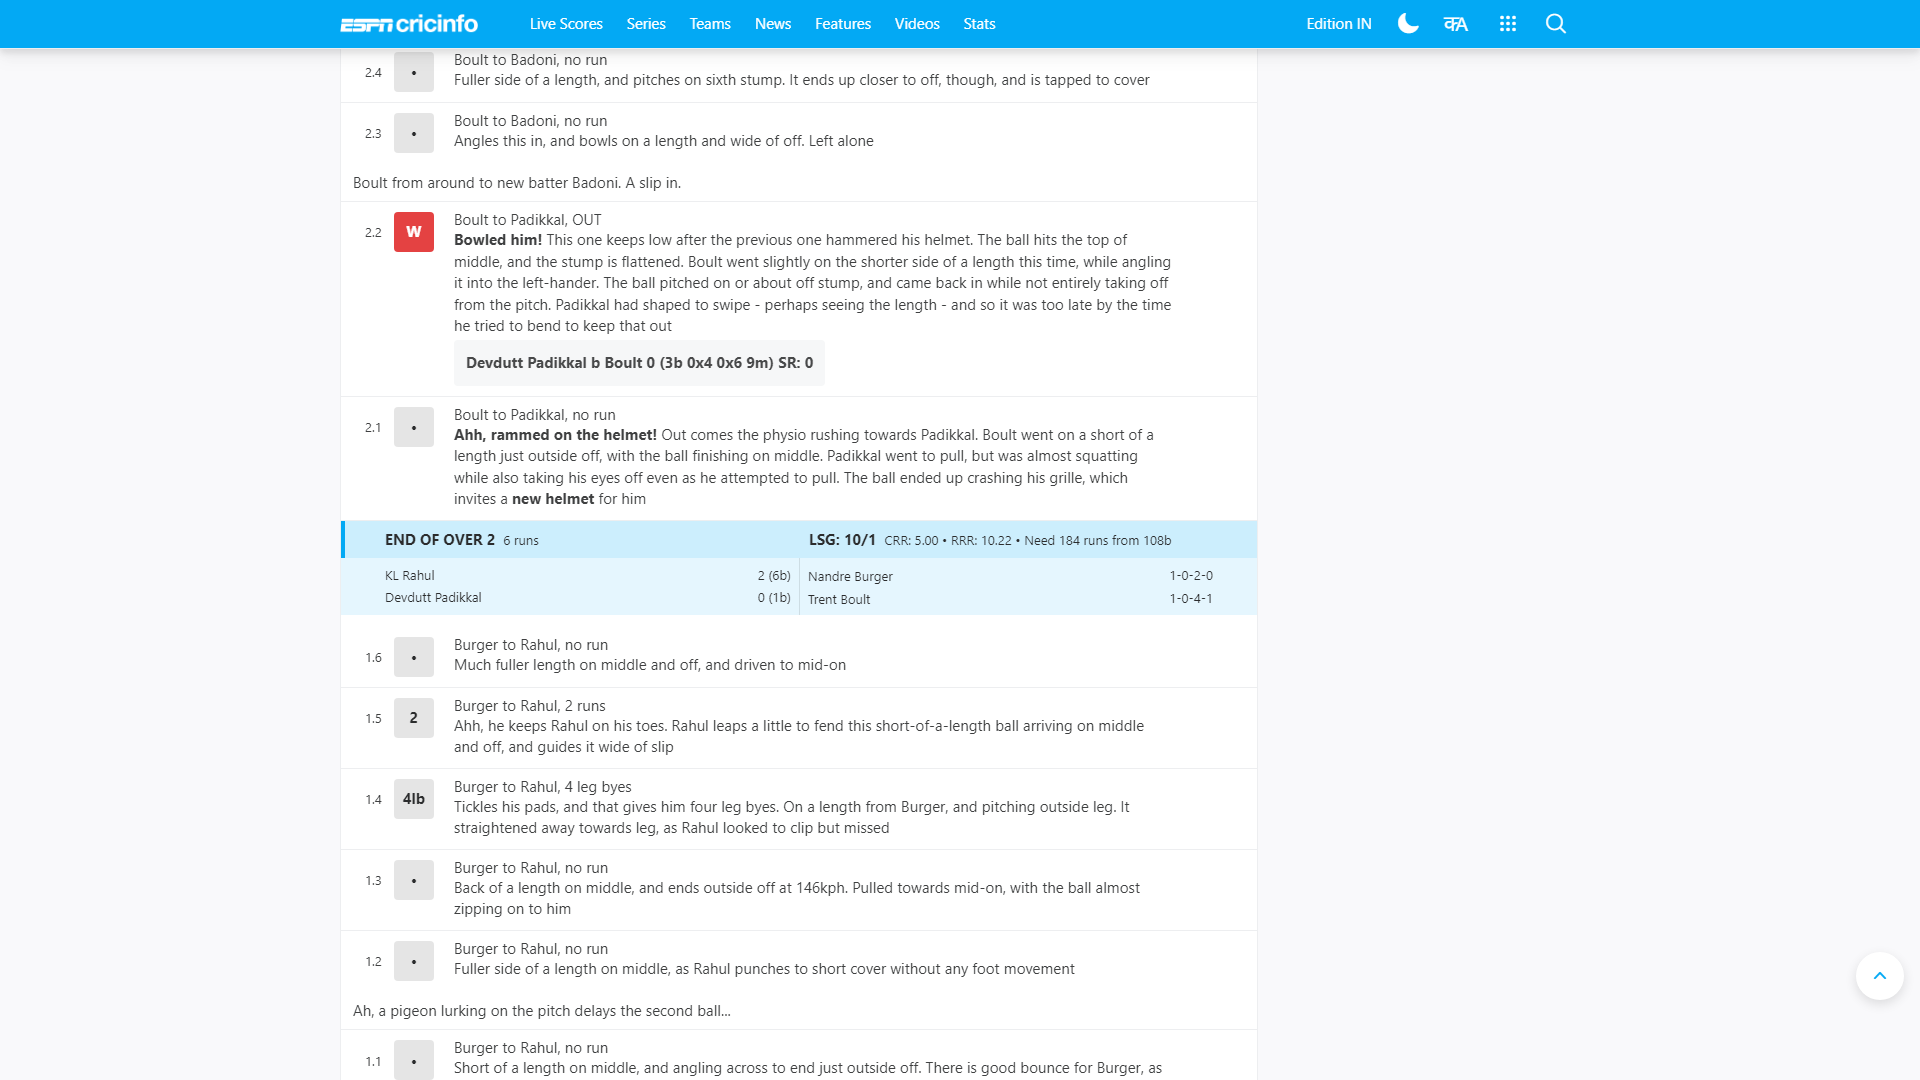 ESPN cricinfo Live Scores Series Teams News Features Videos Stats Edition IN क A
Boult to Badoni, no run
2.4 • Fuller side of a length, and pitches on sixth stump. It ends up closer to off, though, and is tapped to cover
Boult to Badoni, no run
2.3 • Angles this in, and bowls on a length and wide of off. Left alone
Boult from around to new batter Badoni. A slip in.
Boult to Padikkal, OUT
2.2 W Bowled him! This one keeps low after the previous one hammered his helmet. The ball hits the top of
middle, and the stump is flattened. Boult went slightly on the shorter side of a length this time, while angling
it into the left-hander. The ball pitched on or about off stump, and came back in while not entirely taking off
from the pitch. Padikkal had shaped to swipe - perhaps seeing the length - and so it was too late by the time
he tried to bend to keep that out
Devdutt Padikkal b Boult 0 (3b 0x4 0x6 9m) SR: 0
Boult to Padikkal, no run
2.1 • Ahh, rammed on the helmet! Out comes the physio rushing towards Padikkal. Boult went on a short of a
length just outside off, with the ball finishing on middle. Padikkal went to pull, but was almost squatting
while also taking his eyes off even as he attempted to pull. The ball ended up crashing his grille, which
invites a new helmet for him
END OF OVER 2 6 runs LSG: 10/1 CRR: 5.00 • RRR: 10.22 • Need 184 runs from 108b
KL Rahul 2 (6b) Nandre Burger 1-0-2-0
Devdutt Padikkal 0 (1b) Trent Boult 1-0-4-1
Burger to Rahul, no run
1.6 • Much fuller length on middle and off, and driven to mid-on
Burger to Rahul, 2 runs
1.5 2 Ahh, he keeps Rahul on his toes. Rahul leaps a little to fend this short-of-a-length ball arriving on middle
and off, and guides it wide of slip
Burger to Rahul, 4 leg byes
1.4 4lb Tickles his pads, and that gives him four leg byes. On a length from Burger, and pitching outside leg. It
straightened away towards leg, as Rahul looked to clip but missed
Burger to Rahul, no run
1.3 • Back of a length on middle, and ends outside off at 146kph. Pulled towards mid-on, with the ball almost
zipping on to him
Burger to Rahul, no run
1.2 • Fuller side of a length on middle, as Rahul punches to short cover without any foot movement
Ah, a pigeon lurking on the pitch delays the second ball...
Burger to Rahul, no run
1.1 • Short of a length on middle, and angling across to end just outside off. There is good bounce for Burger, as